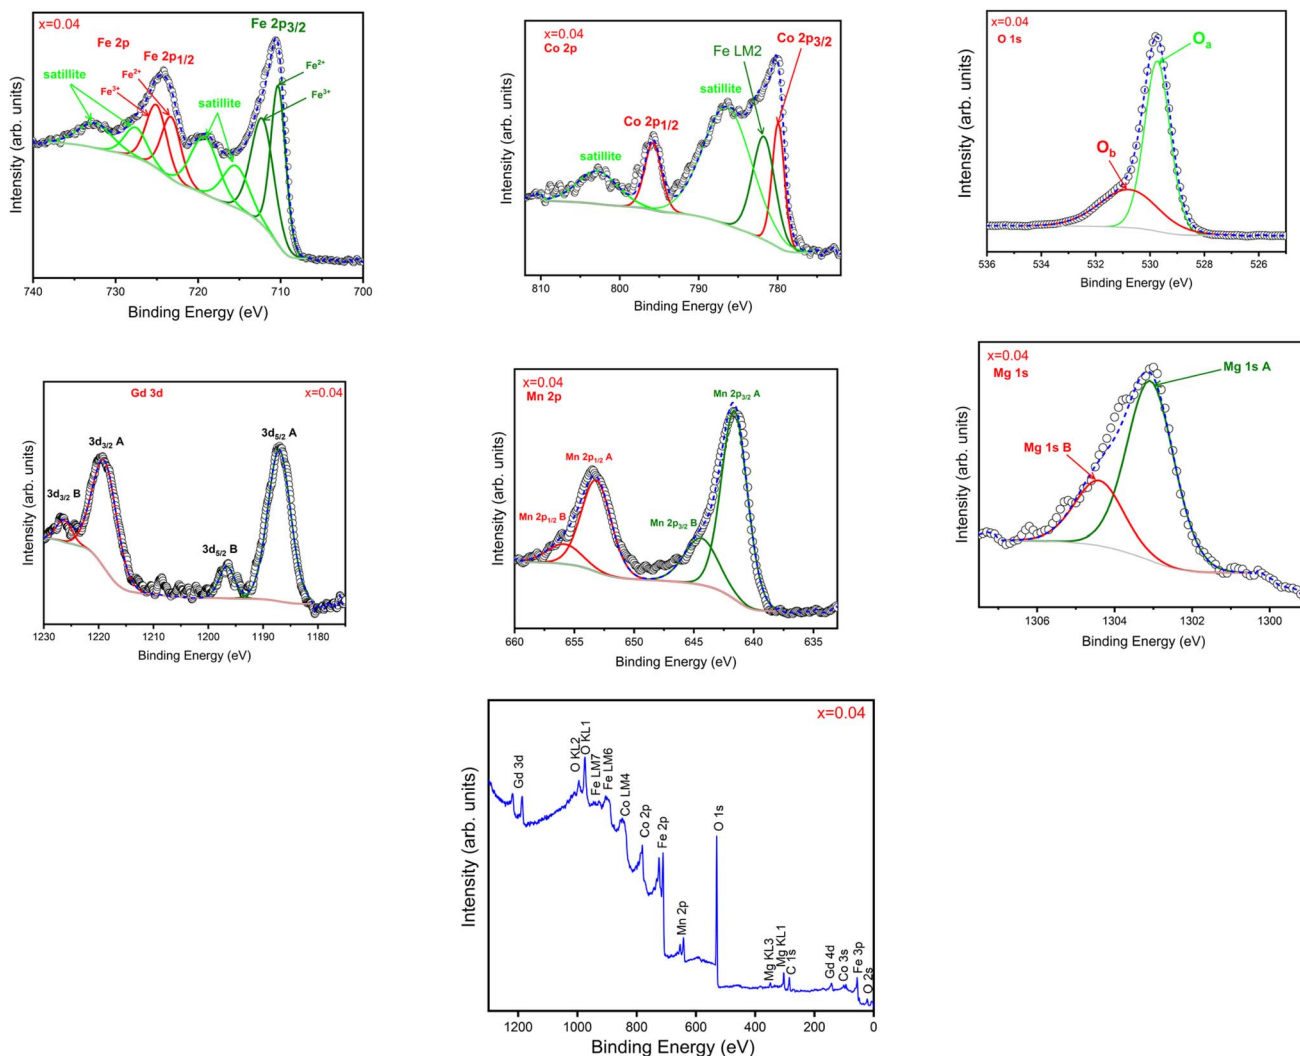 x=0.04
Fe 2p
Fe 2p1/2
Fe 2p3/2
satillite
Fe3+
Fe2+
satillite
Fe2+
Fe3+
Intensity (arb. units)
740 730 720 710 700
Binding Energy (eV)
x=0.04
Co 2p
Fe LM2
Co 2p3/2
satillite
Co 2p1/2
satillite
Intensity (arb. units)
810 800 790 780
Binding Energy (eV)
x=0.04
O 1s
Oa
Ob
Intensity (arb. units)
536 534 532 530 528 526
Binding Energy (eV)
Gd 3d
x=0.04
3d3/2 A
3d5/2 A
3d3/2 B
3d5/2 B
Intensity (arb. units)
1230 1220 1210 1200 1190 1180
Binding Energy (eV)
x=0.04
Mn 2p
Mn 2p3/2 A
Mn 2p1/2 A
Mn 2p1/2 B
Mn 2p3/2 B
Intensity (arb. units)
660 655 650 645 640 635
Binding Energy (eV)
x=0.04
Mg 1s
Mg 1s A
Mg 1s B
Intensity (arb. units)
1306 1304 1302 1300
Binding Energy (eV)
x=0.04
Gd 3d
O KL2
O KL1
Fe LM7
Fe LM6
Co LM4
Co 2p
Fe 2p
Mn 2p
O 1s
Mg KL3
Mg KL1
C 1s
Gd 4d
Co 3s
Fe 3p
O 2s
Intensity (arb. units)
1200 1000 800 600 400 200 0
Binding Energy (eV)